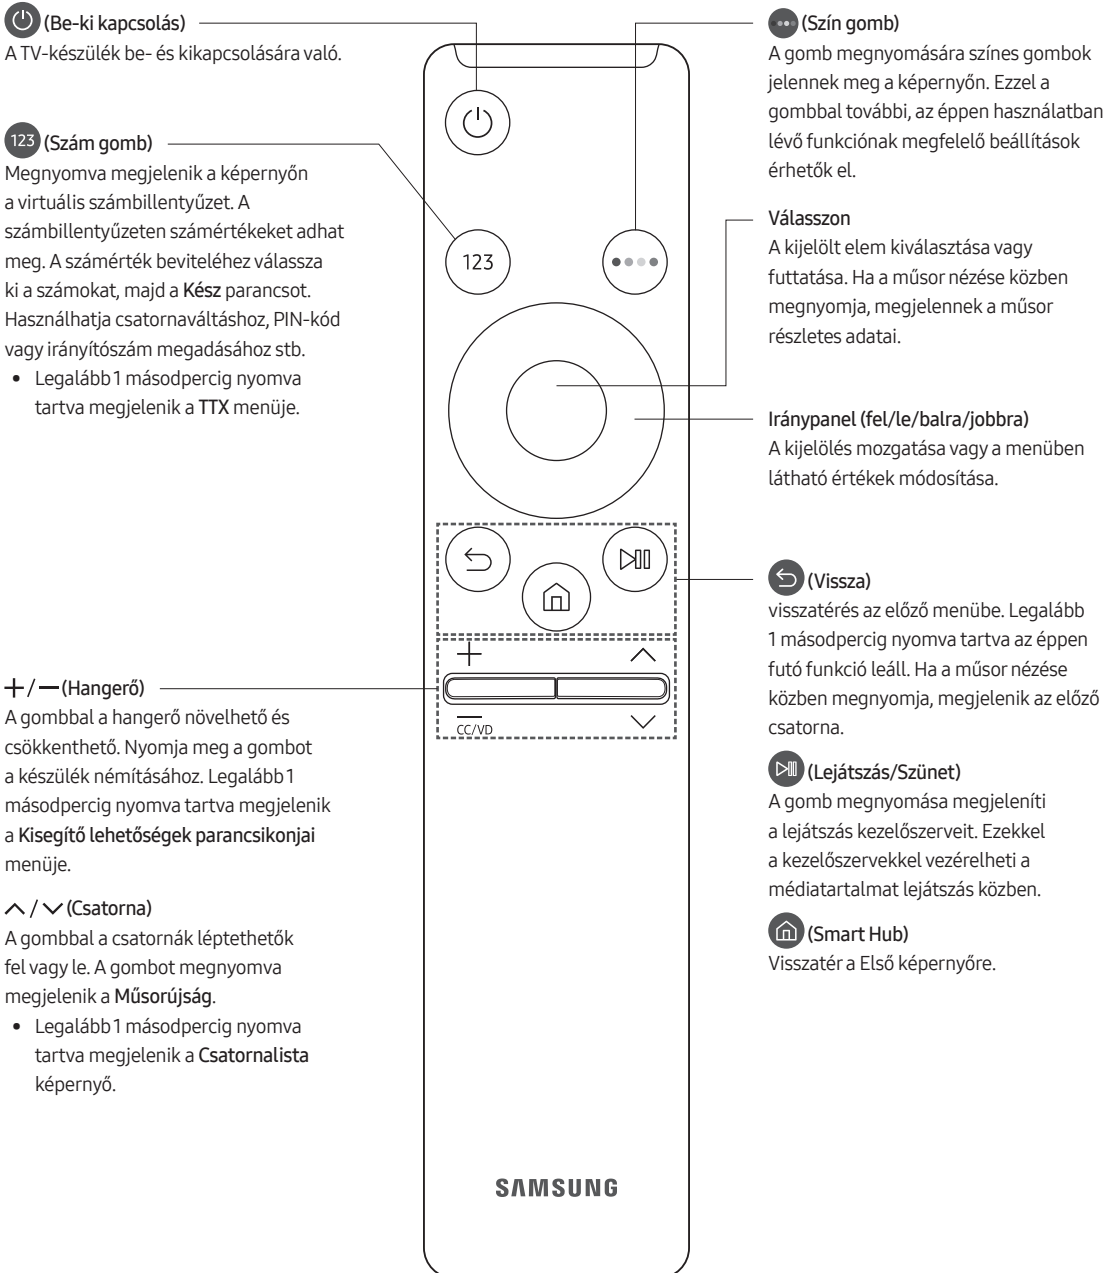 (Be-ki kapcsolás)
A TV-készülék be- és kikapcsolására való.
123 (Szám gomb)
Megnyomva megjelenik a képernyőn
a virtuális számbillentyűzet. A
számbillentyűzeten számértékeket adhat
meg. A számérték beviteléhez válassza
ki a számokat, majd a Kész parancsot.
Használhatja csatornaváltáshoz, PIN-kód
vagy irányítószám megadásához stb.
• Legalább 1 másodpercig nyomva
tartva megjelenik a TTX menüje.
+ / — (Hangerő)
A gombbal a hangerő növelhető és
csökkenthető. Nyomja meg a gombot
a készülék némításához. Legalább 1
másodpercig nyomva tartva megjelenik
a Kisegítő lehetőségek parancsikonjai
menüje.
/ (Csatorna)
A gombbal a csatornák léptethetők
fel vagy le. A gombot megnyomva
megjelenik a Műsorújság.
• Legalább 1 másodpercig nyomva
tartva megjelenik a Csatornalista
képernyő.
123
CC/VD
SAMSUNG
(Szín gomb)
A gomb megnyomására színes gombok
jelennek meg a képernyőn. Ezzel a
gombbal további, az éppen használatban
lévő funkciónak megfelelő beállítások
érhetők el.
Válasszon
A kijelölt elem kiválasztása vagy
futtatása. Ha a műsor nézése közben
megnyomja, megjelennek a műsor
részletes adatai.
Iránypanel (fel/le/balra/jobbra)
A kijelölés mozgatása vagy a menüben
látható értékek módosítása.
(Vissza)
visszatérés az előző menübe. Legalább
1 másodpercig nyomva tartva az éppen
futó funkció leáll. Ha a műsor nézése
közben megnyomja, megjelenik az előző
csatorna.
(Lejátszás/Szünet)
A gomb megnyomása megjeleníti
a lejátszás kezelőszerveit. Ezekkel
a kezelőszervekkel vezérelheti a
médiatartalmat lejátszás közben.
(Smart Hub)
Visszatér a Első képernyőre.